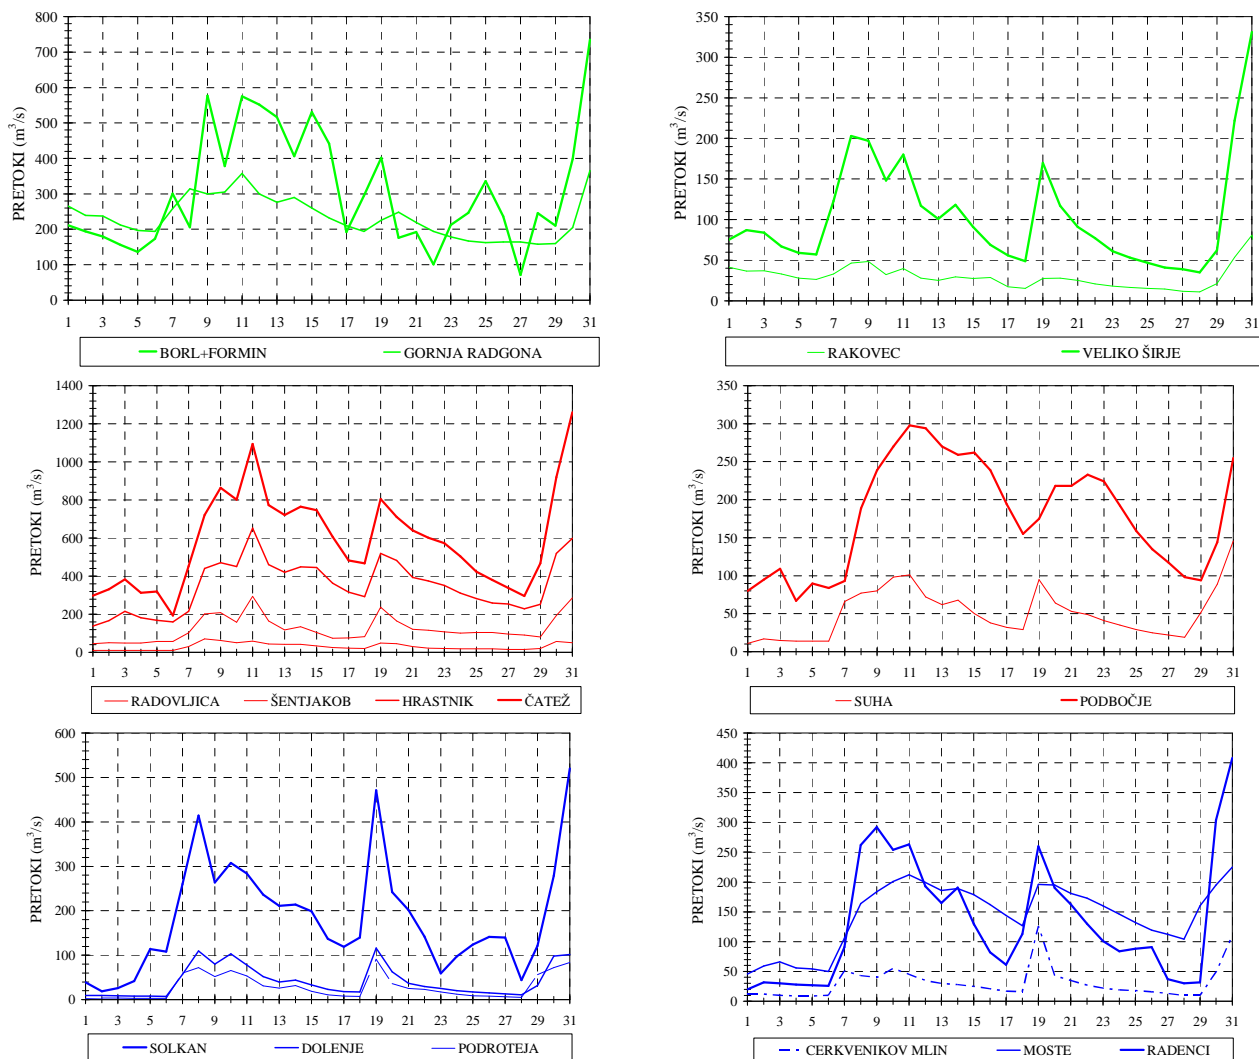 PRETOKI (m³/s)
800
700
600
500
400
300
200
100
0
1 3 5 7 9 11 13 15 17 19 21 23 25 27 29 31
BORL+FORMIN GORNJA RADGONA
PRETOKI (m³/s)
350
300
250
200
150
100
50
0
1 3 5 7 9 11 13 15 17 19 21 23 25 27 29 31
RAKOVEC VELIKO ŠIRJE
PRETOKI (m³/s)
1400
1200
1000
800
600
400
200
0
1 3 5 7 9 11 13 15 17 19 21 23 25 27 29 31
RADOVLJICA ŠENTJAKOB HRASTNIK ČATEŽ
PRETOKI (m³/s)
350
300
250
200
150
100
50
0
1 3 5 7 9 11 13 15 17 19 21 23 25 27 29 31
SUHA PODBOČJE
PRETOKI (m³/s)
600
500
400
300
200
100
0
1 3 5 7 9 11 13 15 17 19 21 23 25 27 29 31
SOLKAN DOLENJE PODROTEJA
PRETOKI (m³/s)
450
400
350
300
250
200
150
100
50
0
1 3 5 7 9 11 13 15 17 19 21 23 25 27 29 31
CERKVENIKOV MLIN MOSTE RADENCI